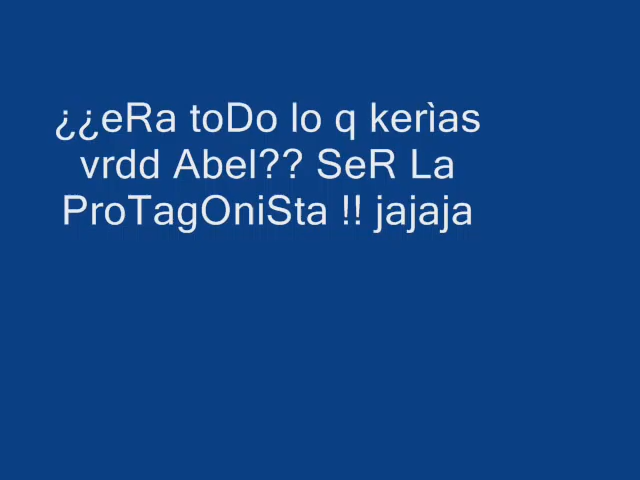 ¿¿eRa toDo lo q kerìas
vrdd Abel?? SeR La
ProTagOniSta !! jajaja